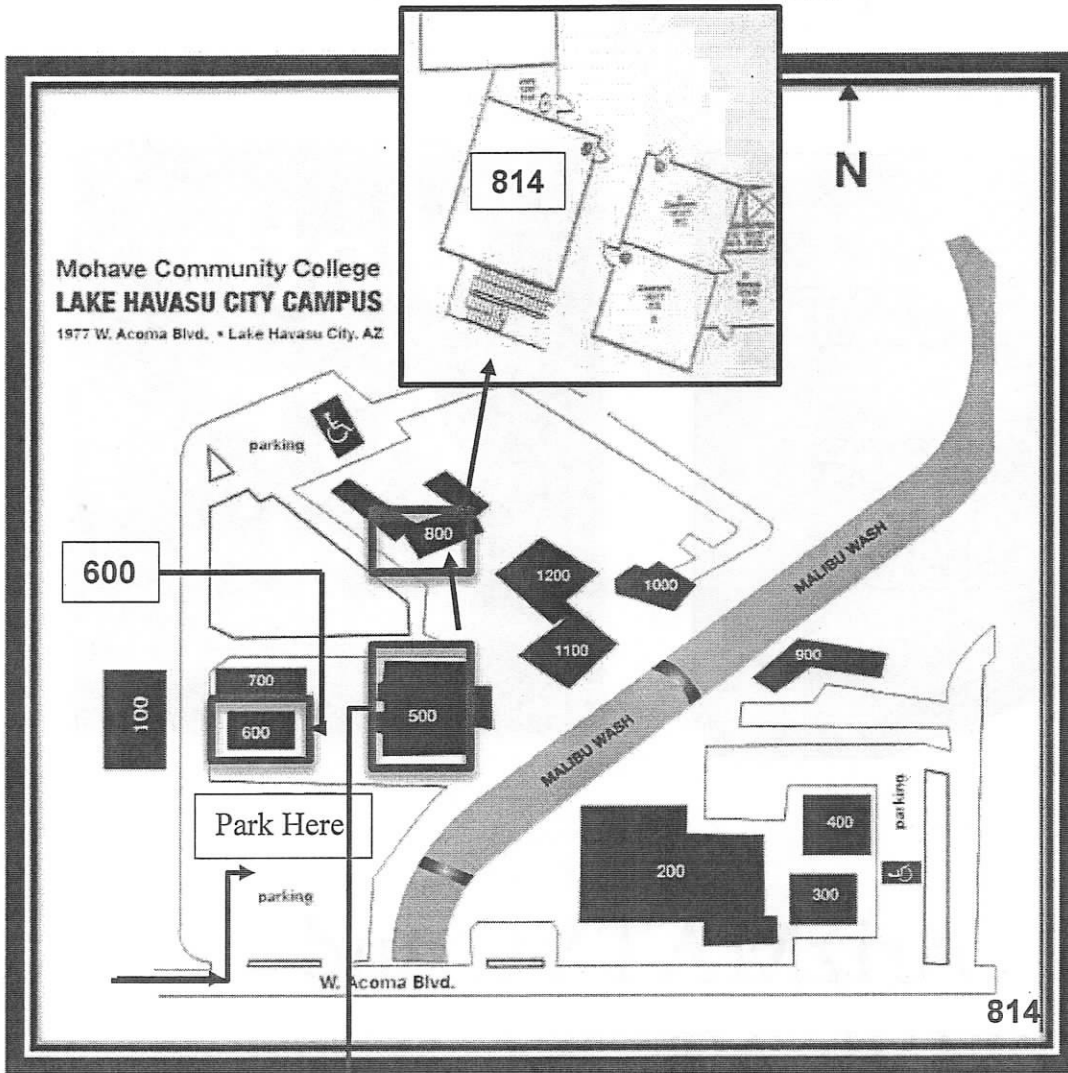 814
N
Mohave Community College
LAKE HAVASU CITY CAMPUS
1977 W. Acoma Blvd. • Lake Havasu City, AZ
parking
800
600
1200
1000
MALIBU WASH
1100
900
700
100
600
500
MALIBU WASH
Park Here
400
parking
200
300
parking
W. Acoma Blvd.
814